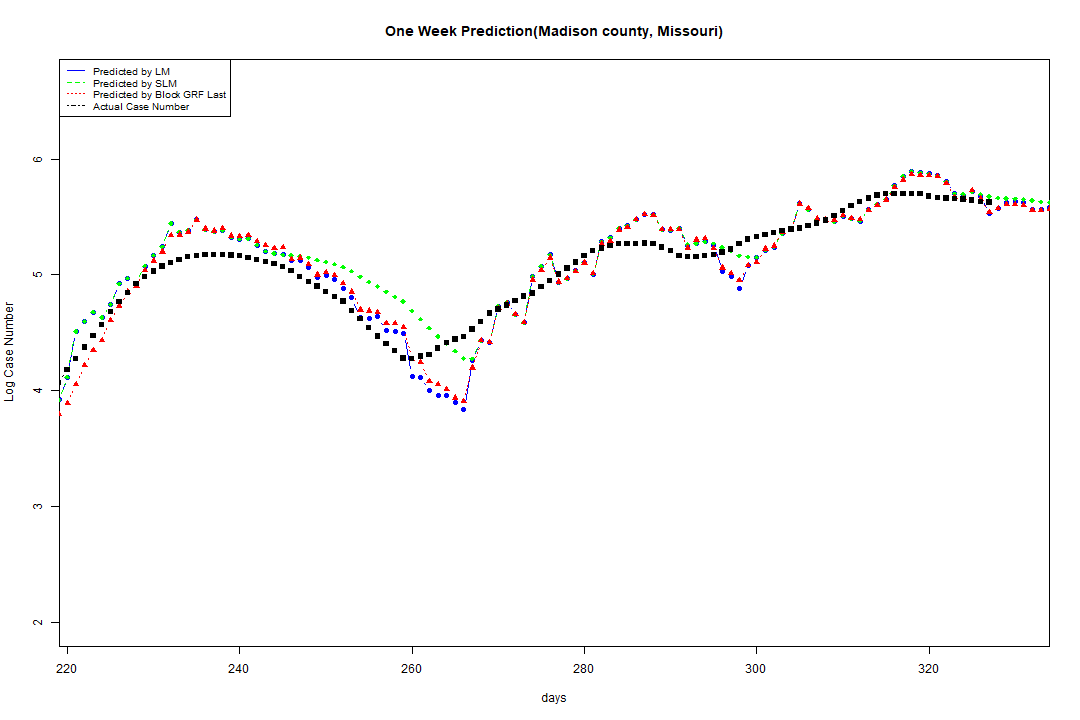 One Week Prediction(Madison county, Missouri)
Predicted by LM
Predicted by SLM
Predicted by Block GRF Last
Actual Case Number
6
5
4
3
2
Log Case Number
220 240 260 280 300 320
days